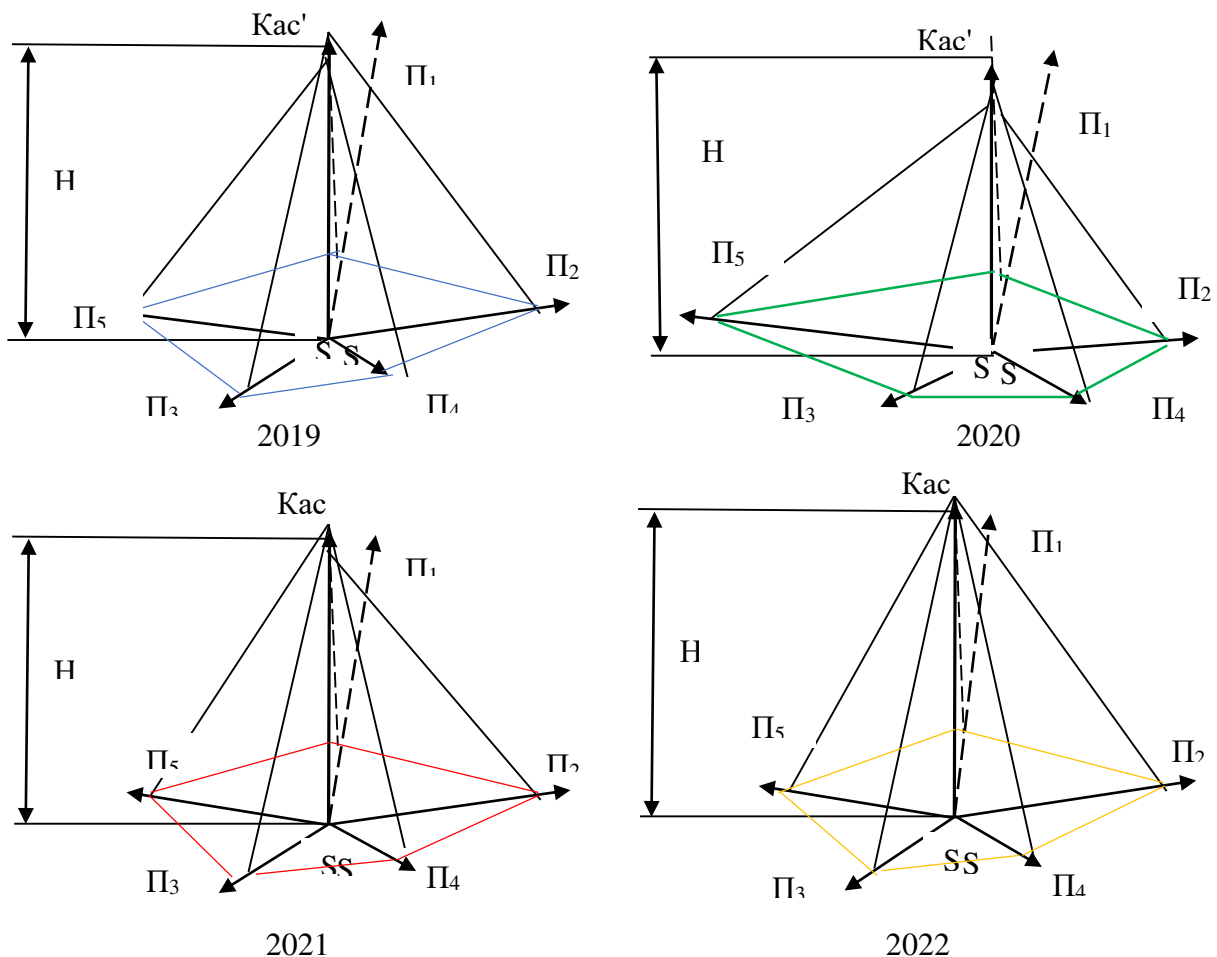 Кас' Кас'
П₁ П₁
Н Н
П₂ П₅ П₂
П₅
S S S S
П₃ П₄ П₃ П₄
2019 2020
Кас Кас
П₁ П₁
Н Н
П₅ П₂ П₅ П₂
П₃ SS П₄ П₃ SS П₄
2021 2022